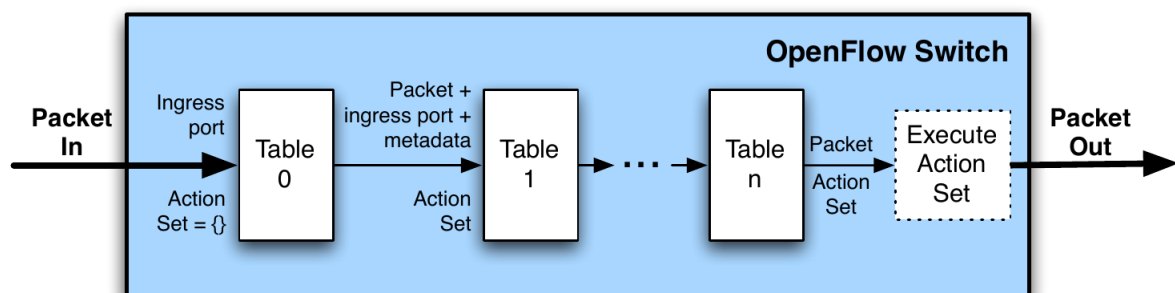 OpenFlow Switch
Packet
In
Ingress
port
Action
Set = {}
Table
0
Packet +
ingress port +
metadata
Action
Set
Table
1
...
Table
n
Packet
Action
Set
Execute
Action
Set
Packet
Out